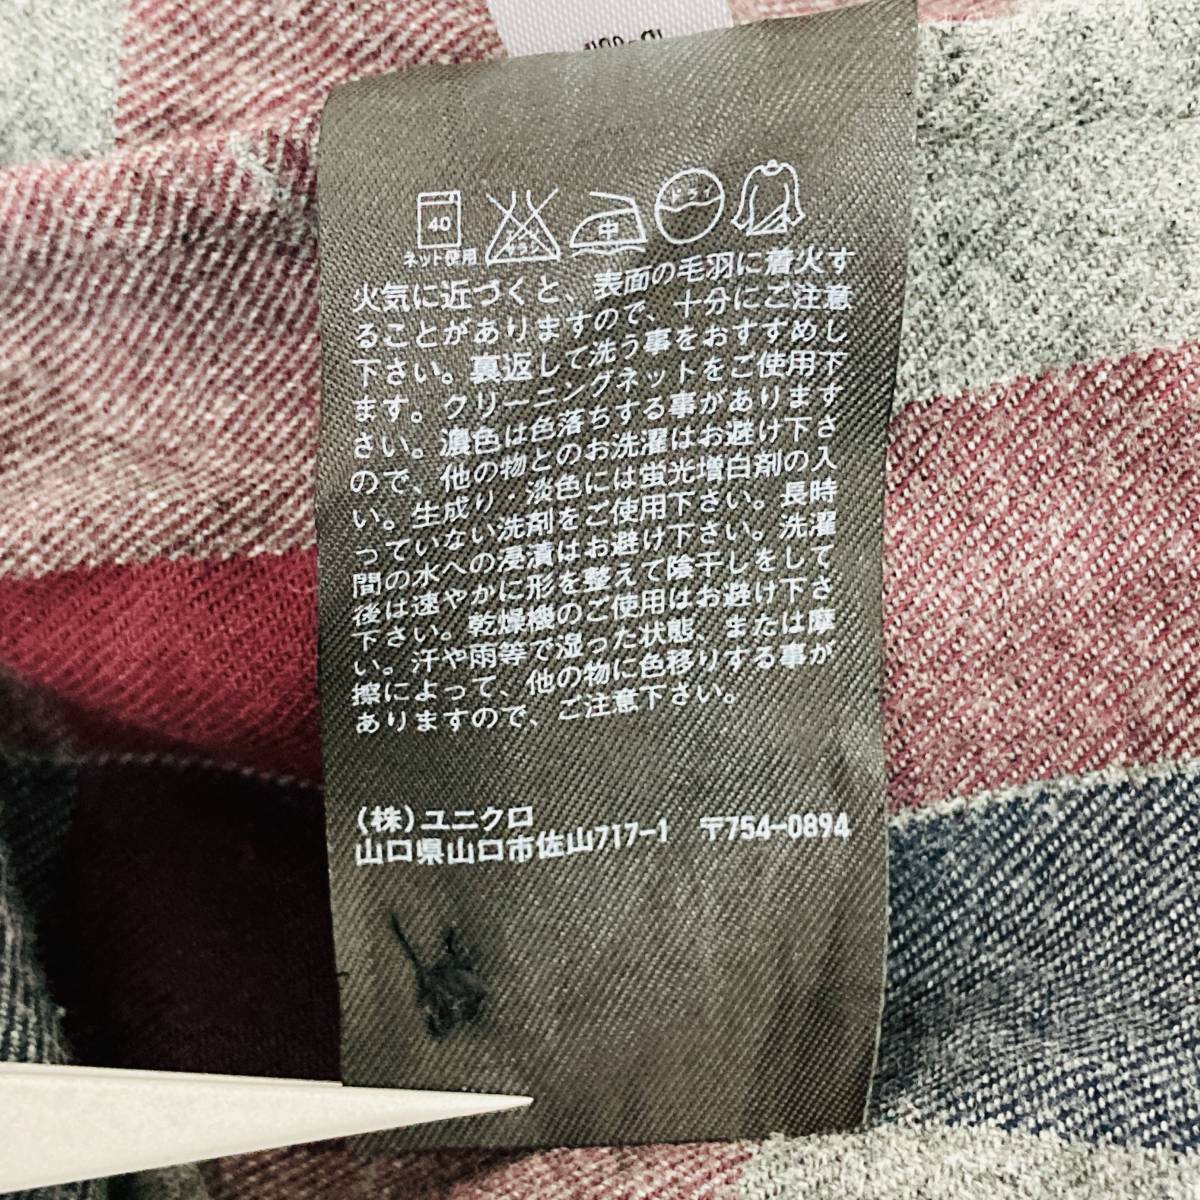 40
ネット使用
中
ドライ
火気に近づくと、表面の毛羽に着火す
ることがありますので、十分にご注意
下さい。裏返して洗う事をおすすめし
ます。クリーニングネットをご使用下
さい。濃色は色落ちする事があります
ので、他の物とのお洗濯はお避け下さ
い。生成り・淡色には蛍光増白剤の入
っていない洗剤をご使用下さい。長時
間の水への浸漬はお避け下さい。洗濯
後は速やかに形を整えて陰干しをして
下さい。乾燥機のご使用はお避け下さ
い。汗や雨等で湿った状態、または摩
擦によって、他の物に色移りする事が
ありますので、ご注意下さい。
(株)ユニクロ
山口県山口市佐山717-1 〒754-0894